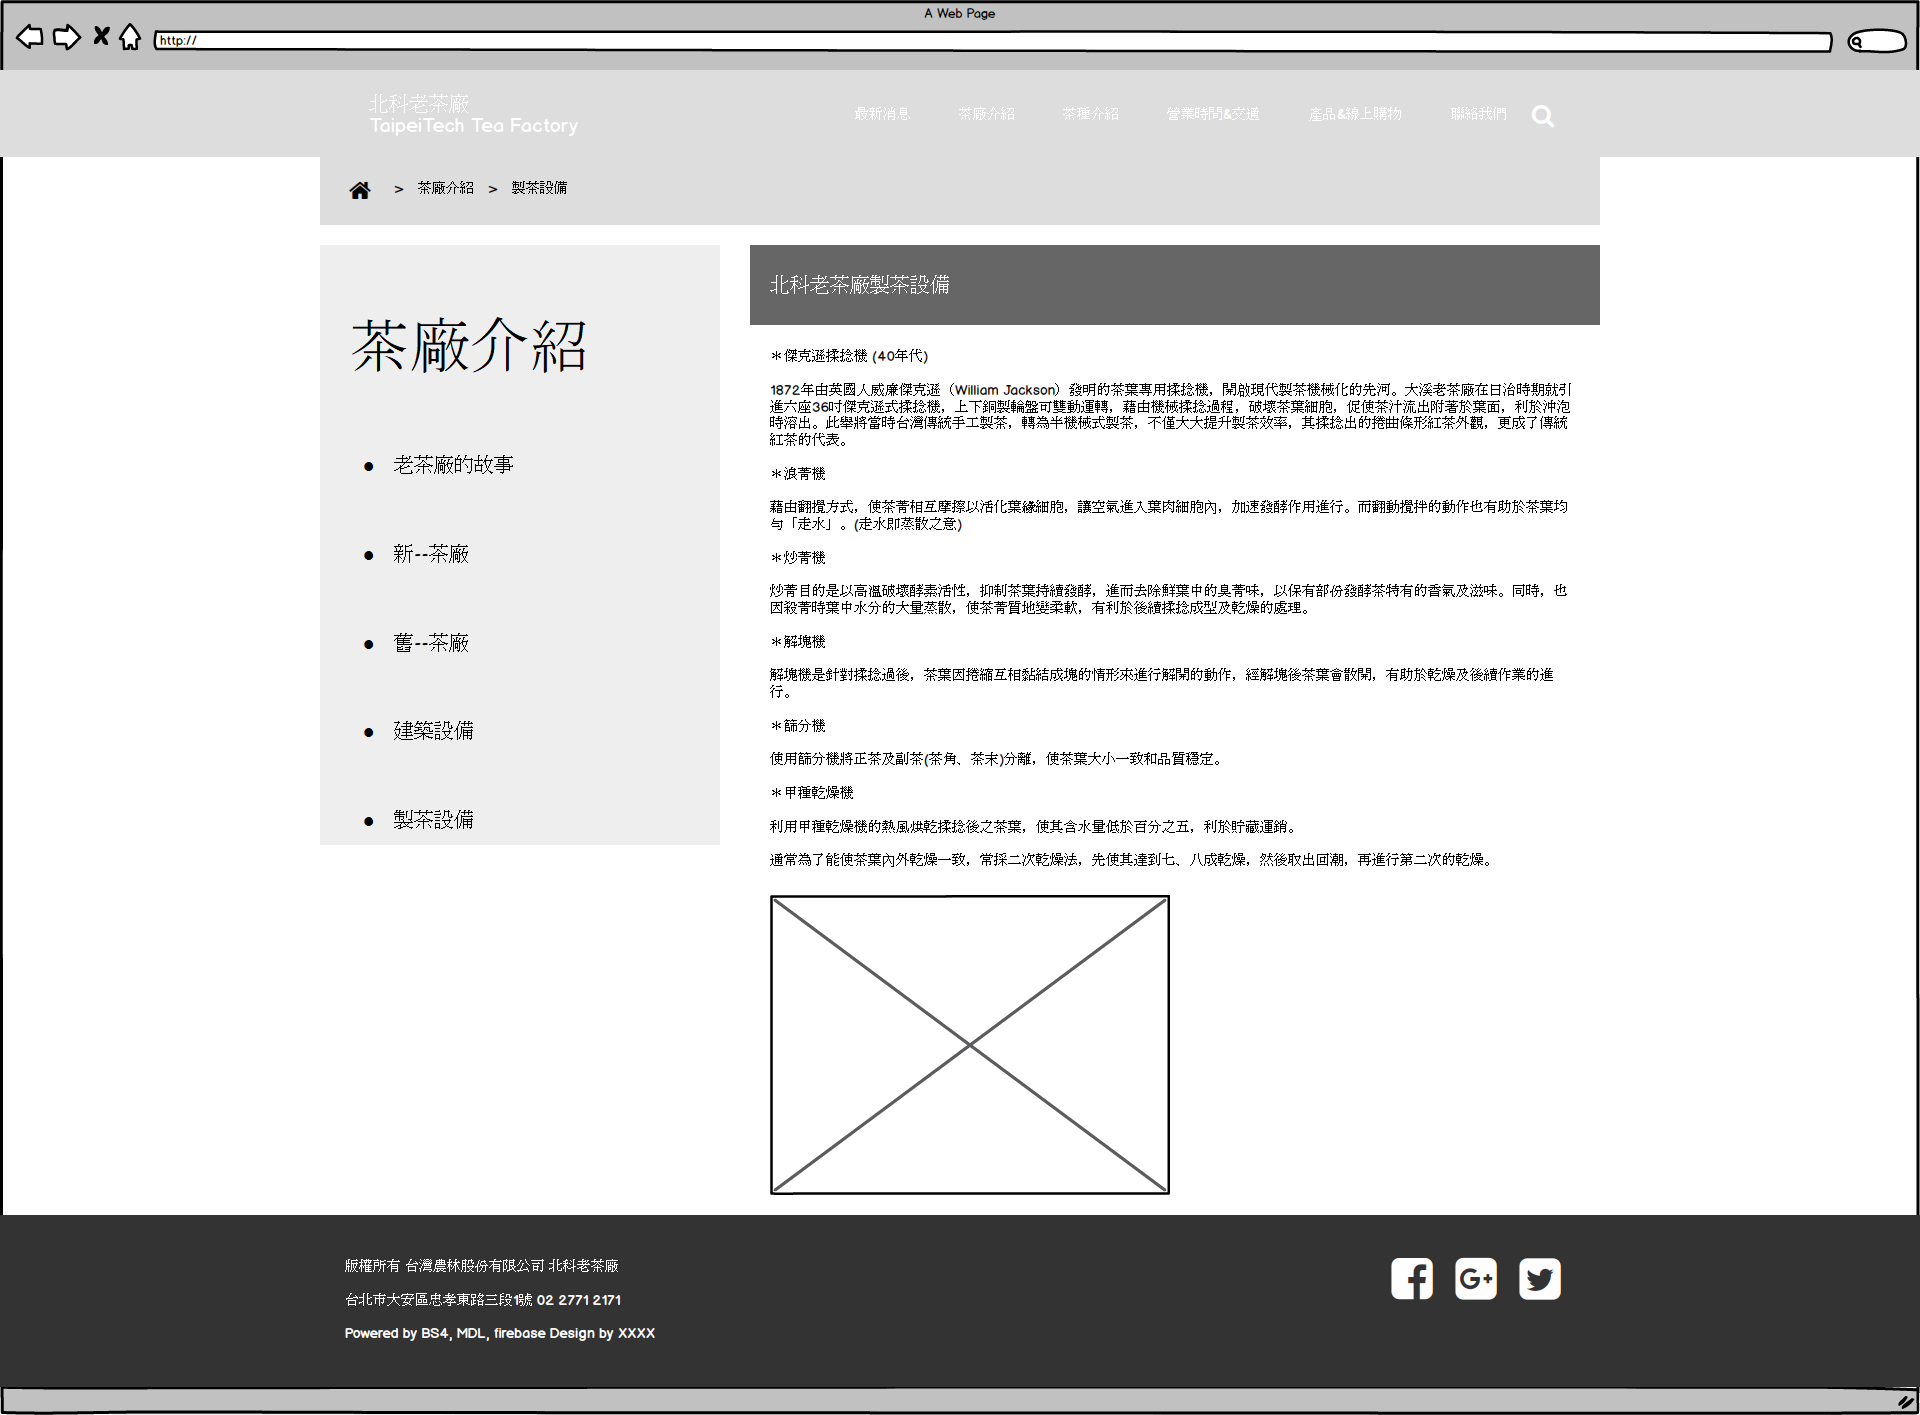 A Web Page
http://
北科老茶廠
TaipeiTech Tea Factory
最新消息 茶廠介紹 茶種介紹 營業時間&交通 產品&線上購物 聯絡我們
> 茶廠介紹 > 製茶設備
茶廠介紹
• 老茶廠的故事
• 新--茶廠
• 舊--茶廠
• 建築設備
• 製茶設備
北科老茶廠製茶設備
＊傑克遜揉捻機 (40年代)
1872年由英國人威廉傑克遜（William Jackson）發明的茶葉專用揉捻機，開啟現代製茶機械化的先河。大溪老茶廠在日治時期就引
進六座36吋傑克遜式揉捻機，上下銅製輪盤可雙動運轉，藉由機械揉捻過程，破壞茶葉細胞，促使茶汁流出附著於葉面，利於沖泡
時溶出。此舉將當時台灣傳統手工製茶，轉為半機械式製茶，不僅大大提升製茶效率，其揉捻出的捲曲條形紅茶外觀，更成了傳統
紅茶的代表。
＊浪菁機
藉由翻攪方式，使茶菁相互摩擦以活化葉緣細胞，讓空氣進入葉肉細胞內，加速發酵作用進行。而翻動攪拌的動作也有助於茶葉均
勻「走水」。(走水即蒸散之意)
＊炒菁機
炒菁目的是以高溫破壞酵素活性，抑制茶葉持續發酵，進而去除鮮葉中的臭菁味，以保有部份發酵茶特有的香氣及滋味。同時，也
因殺菁時葉中水分的大量蒸散，使茶菁質地變柔軟，有利於後續揉捻成型及乾燥的處理。
＊解塊機
解塊機是針對揉捻過後，茶葉因捲縮互相黏結成塊的情形來進行解開的動作，經解塊後茶葉會散開，有助於乾燥及後續作業的進
行。
＊篩分機
使用篩分機將正茶及副茶(茶角、茶末)分離，使茶葉大小一致和品質穩定。
＊甲種乾燥機
利用甲種乾燥機的熱風烘乾揉捻後之茶葉，使其含水量低於百分之五，利於貯藏運銷。
通常為了能使茶葉內外乾燥一致，常採二次乾燥法，先使其達到七、八成乾燥，然後取出回潮，再進行第二次的乾燥。
版權所有 台灣農林股份有限公司 北科老茶廠
台北市大安區忠孝東路三段1號 02 2771 2171
Powered by BS4, MDL, firebase Design by XXXX